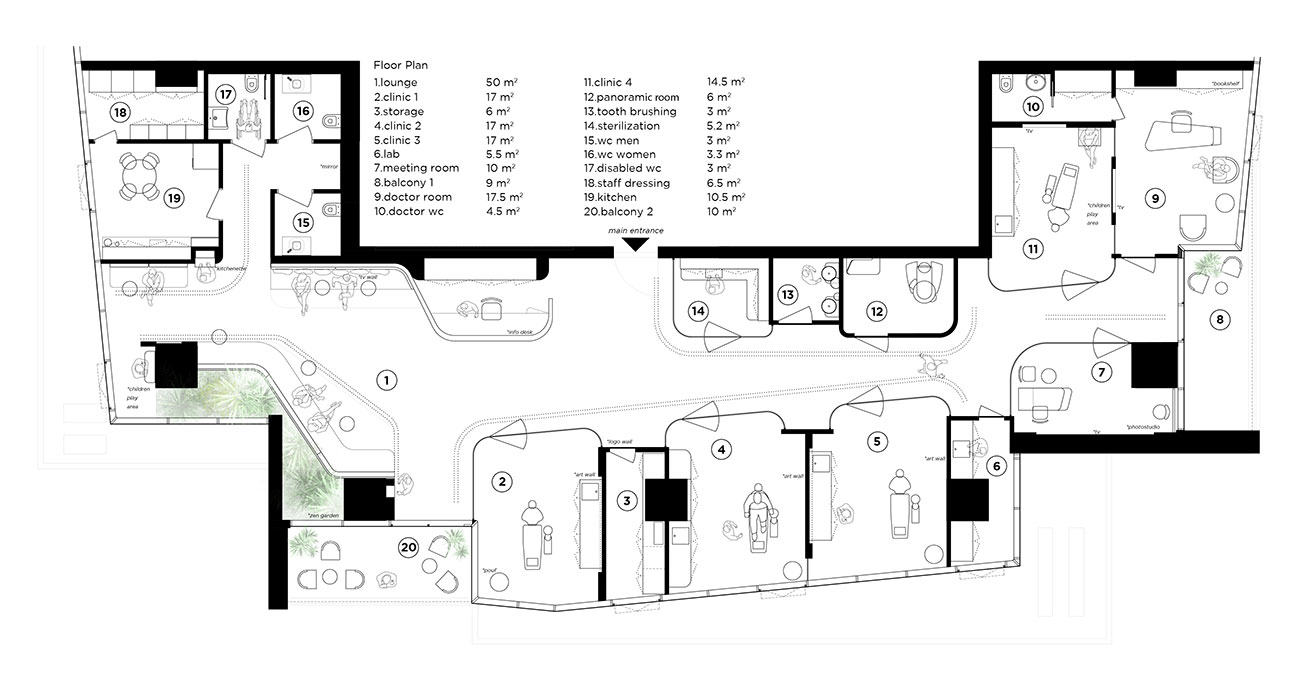 Floor Plan
1.lounge 50 m²
2.clinic 1 17 m²
3.storage 6 m²
4.clinic 2 17 m²
5.clinic 3 17 m²
6.lab 5.5 m²
7.meeting room 10 m²
8.balcony 1 9 m²
9.doctor room 17.5 m²
10.doctor wc 4.5 m²
11.clinic 4 14.5 m²
12.panoramic room 6 m²
13.tooth brushing 3 m²
14.sterilization 5.2 m²
15.wc men 3 m²
16.wc women 3.3 m²
17.disabled wc 3 m²
18.staff dressing 6.5 m²
19.kitchen 10.5 m²
20.balcony 2 10 m²
main entrance
*bookshelf
17
18
16
10
*tv
*mirror
19
15
9
*tv
*children
play
area
11
*kitchenette
*tv wall
13
14
12
8
*info desk
1
7
*children
play
area
*photostudio
*tv
*logo wall
4
5
6
*art wall
*art wall
*art wall
2
3
*zen garden
20
*pouf